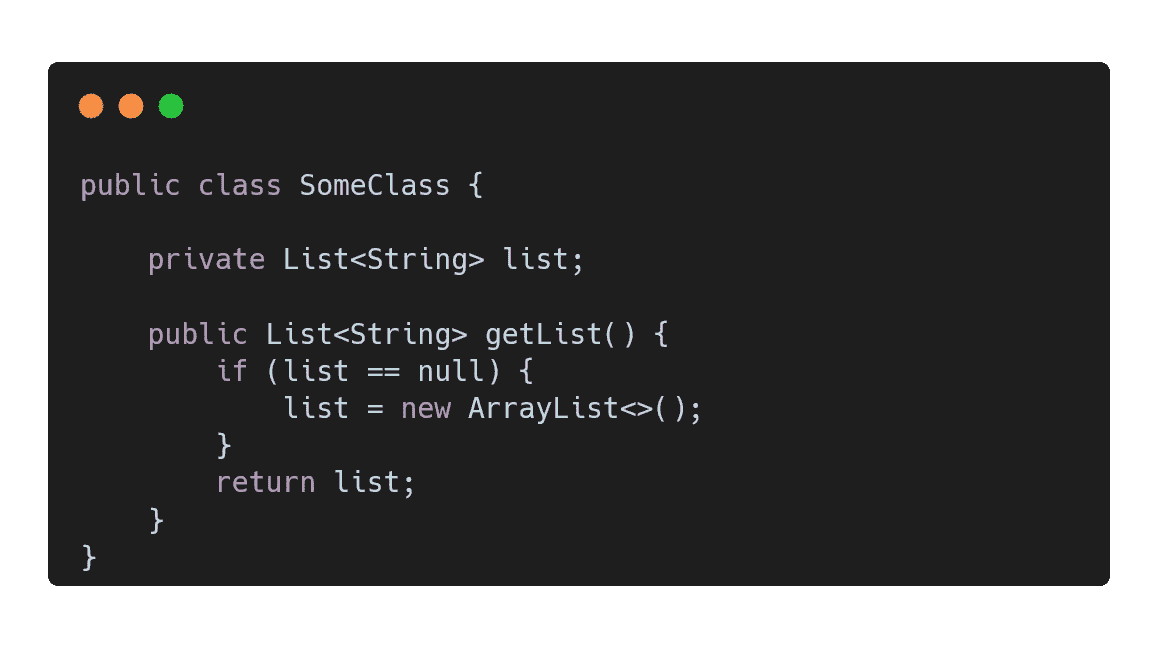 public class SomeClass {
    private List<String> list;
    public List<String> getList() {
        if (list == null) {
            list = new ArrayList<>();
        }
        return list;
    }
}